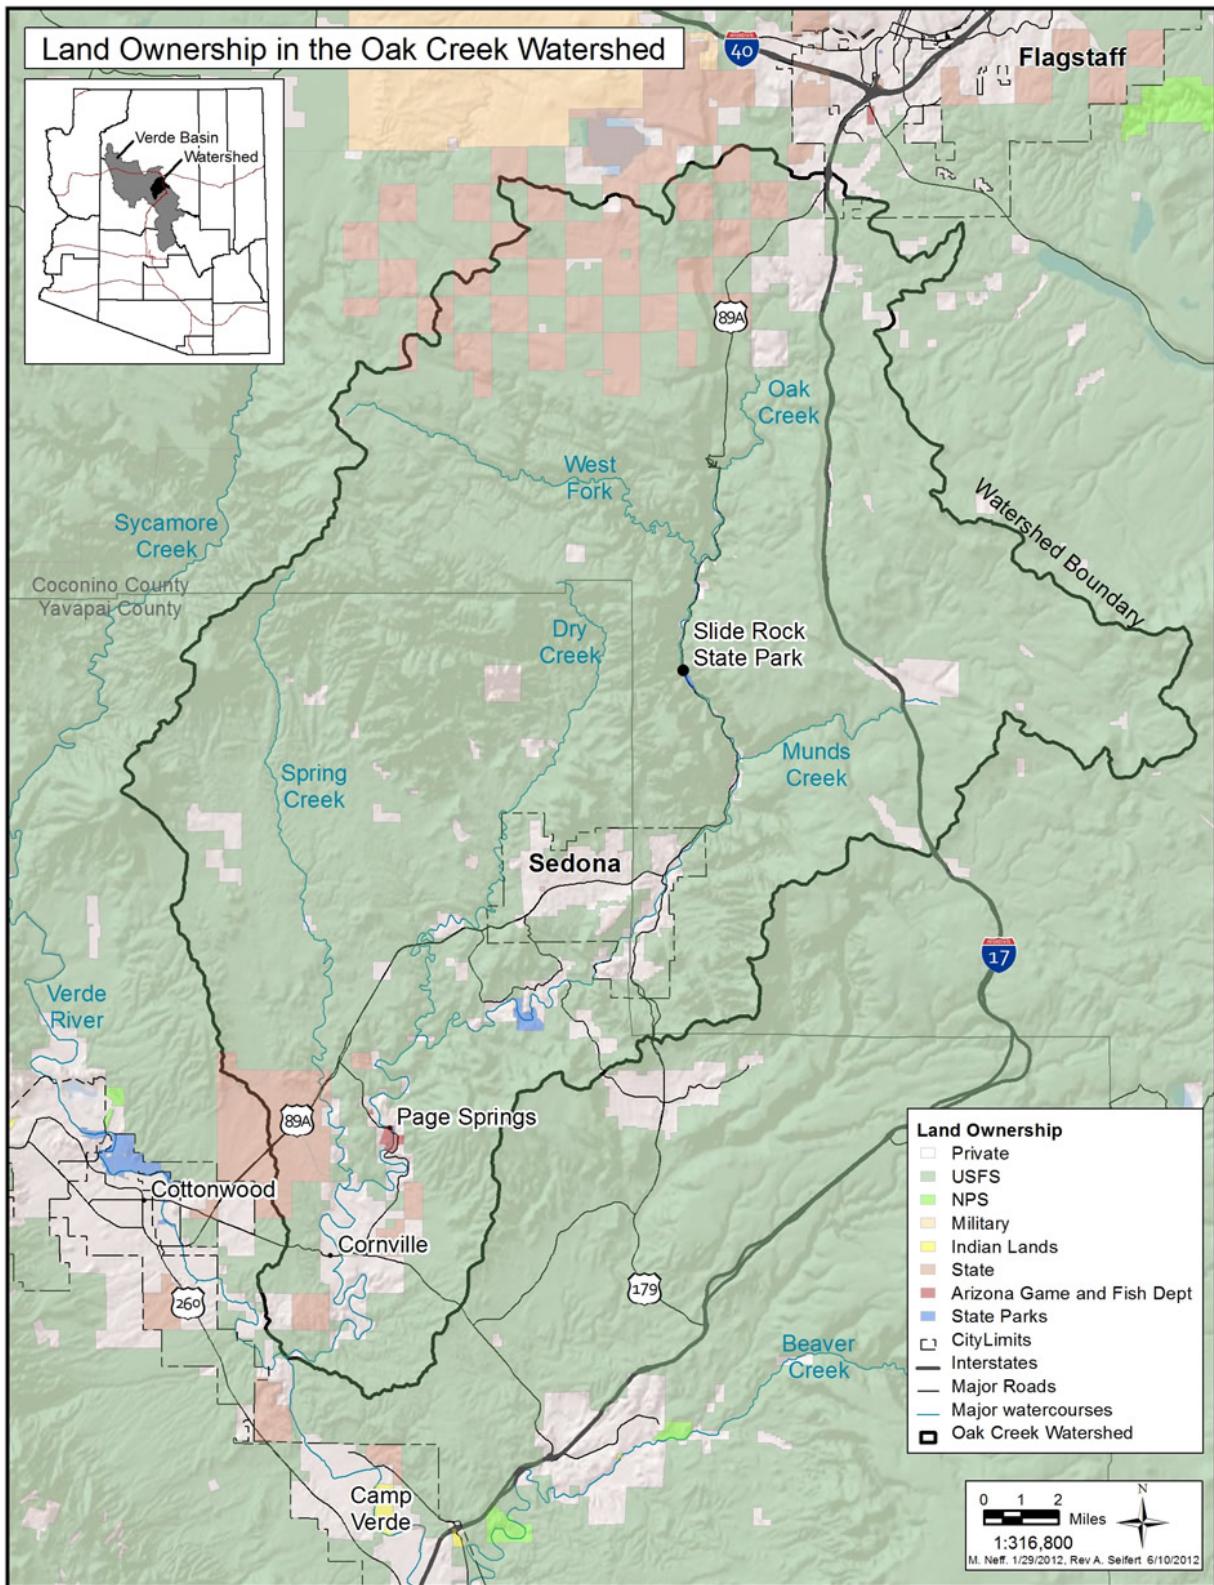 Land Ownership in the Oak Creek Watershed
ARIZONA
40
Flagstaff
Verde Basin
Watershed
89A
Oak
Creek
West
Fork
Sycamore
Creek
Watershed Boundary
Coconino County
Yavapai County
Dry
Creek
Slide Rock
State Park
Spring
Creek
Munds
Creek
Sedona
ARIZONA
17
Verde
River
89A
Page Springs
Cottonwood
Cornville
260
179
Beaver
Creek
Camp
Verde
Land Ownership
Private
USFS
NPS
Military
Indian Lands
State
Arizona Game and Fish Dept
State Parks
CityLimits
Interstates
Major Roads
Major watercourses
Oak Creek Watershed
0 1 2
Miles
N
1:316,800
M. Neff. 1/29/2012, Rev A. Seifert 6/10/2012